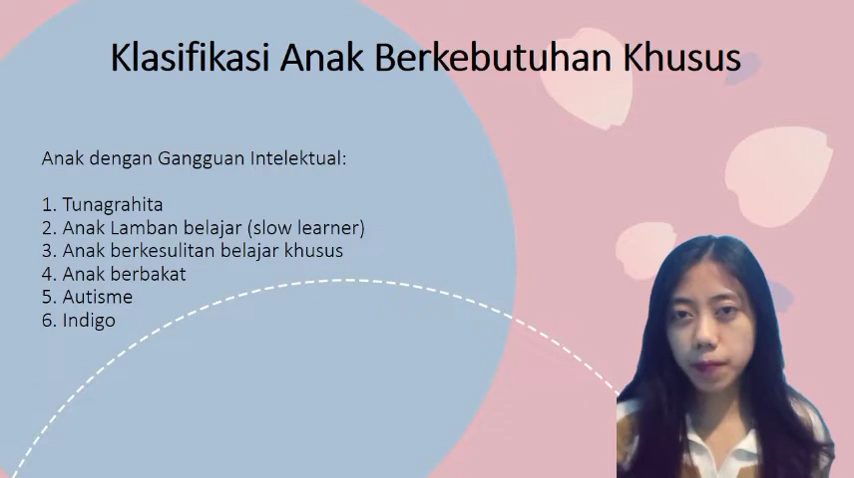 Klasifikasi Anak Berkebutuhan Khusus
Anak dengan Gangguan Intelektual:
1. Tunagrahita
2. Anak Lamban belajar (slow learner)
3. Anak berkesulitan belajar khusus
4. Anak berbakat
5. Autisme
6. Indigo